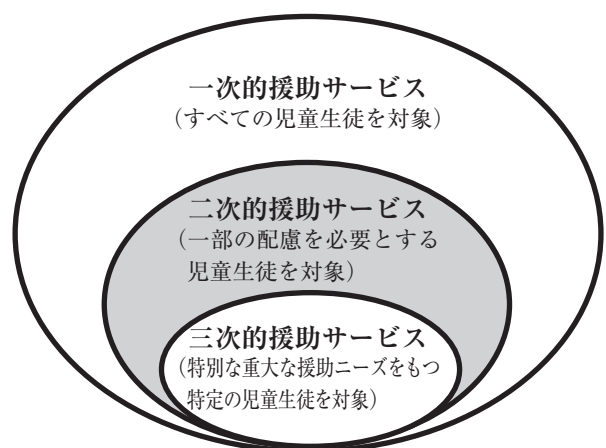 一次的援助サービス
（すべての児童生徒を対象）
二次的援助サービス
（一部の配慮を必要とする
児童生徒を対象）
三次的援助サービス
（特別な重大な援助ニーズをもつ
特定の児童生徒を対象）